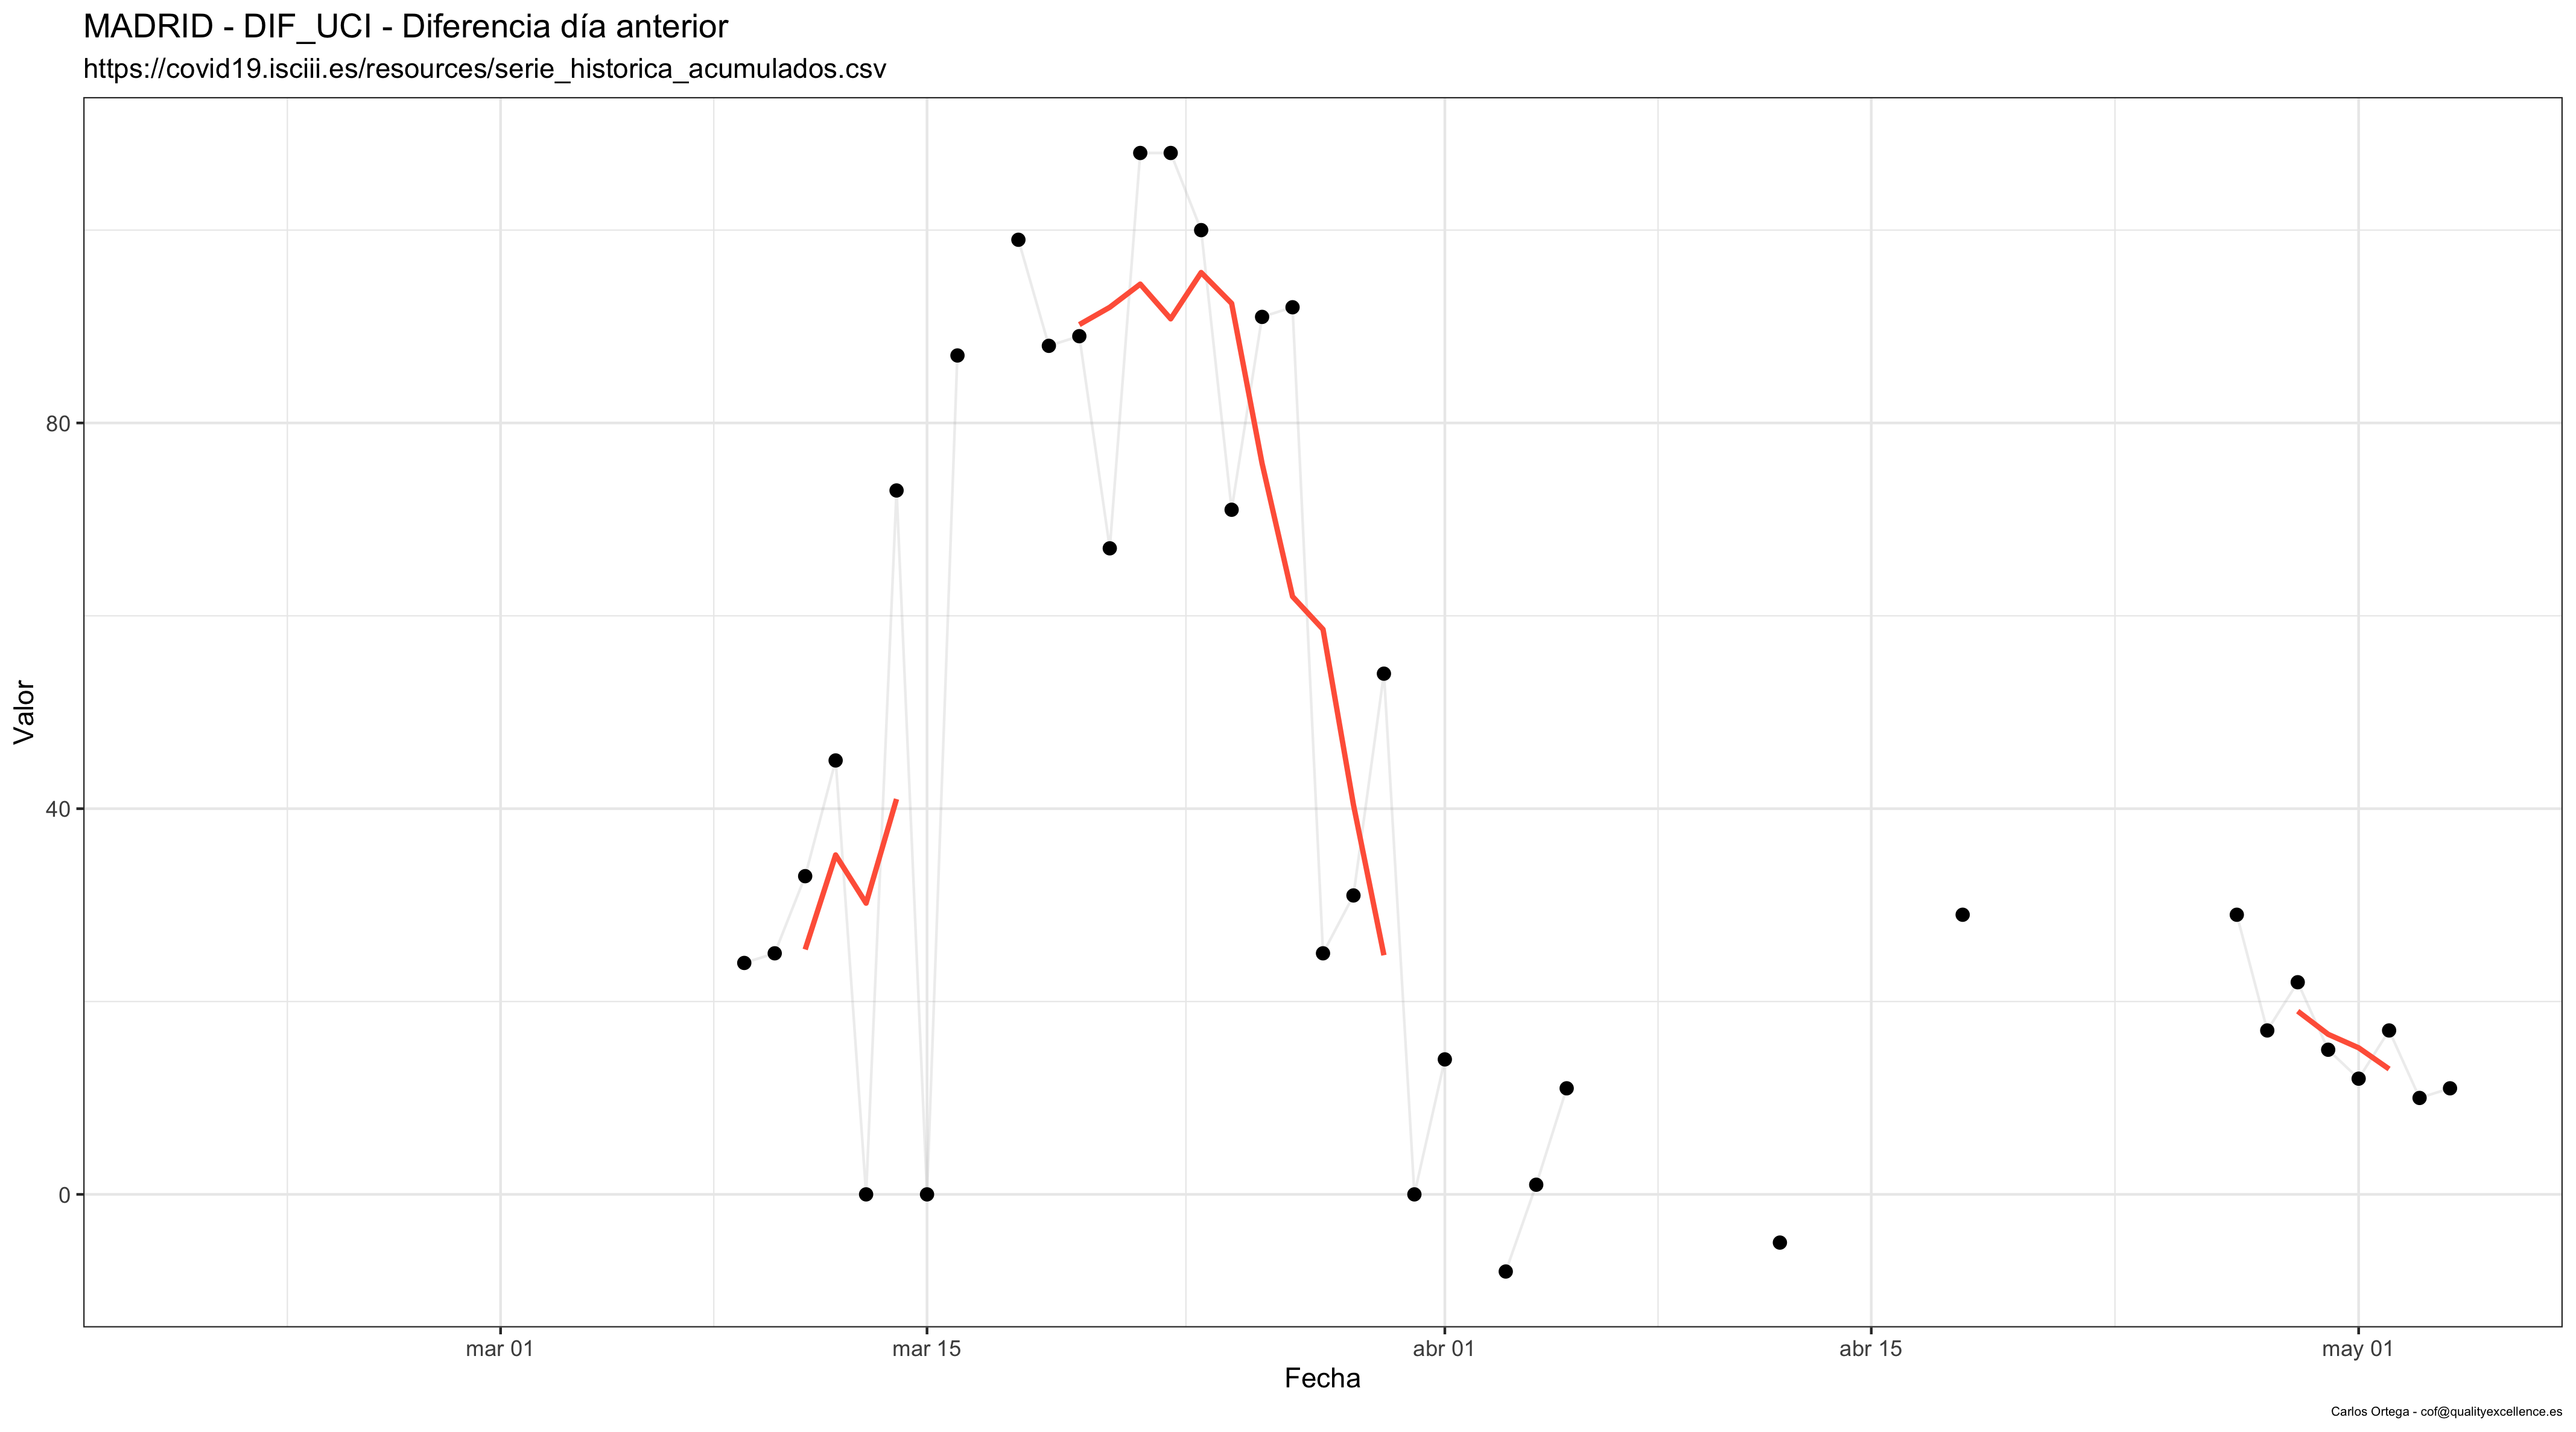 MADRID - DIF_UCI - Diferencia día anterior
https://covid19.isciii.es/resources/serie_historica_acumulados.csv
Valor
80
40
0
mar 01
mar 15
abr 01
abr 15
may 01
Fecha
Carlos Ortega - cof@qualityexcellence.es